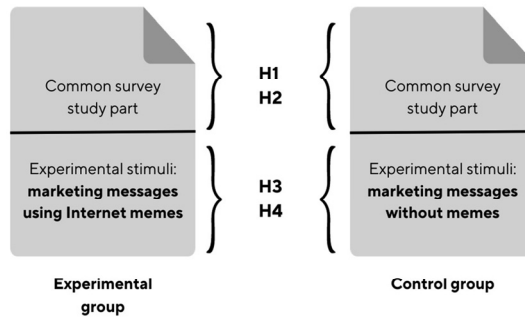 Common survey
study part
Experimental stimuli:
marketing messages
using Internet memes
Experimental
group
H1
H2
H3
H4
Common survey
study part
Experimental stimuli:
marketing messages
without memes
Control group